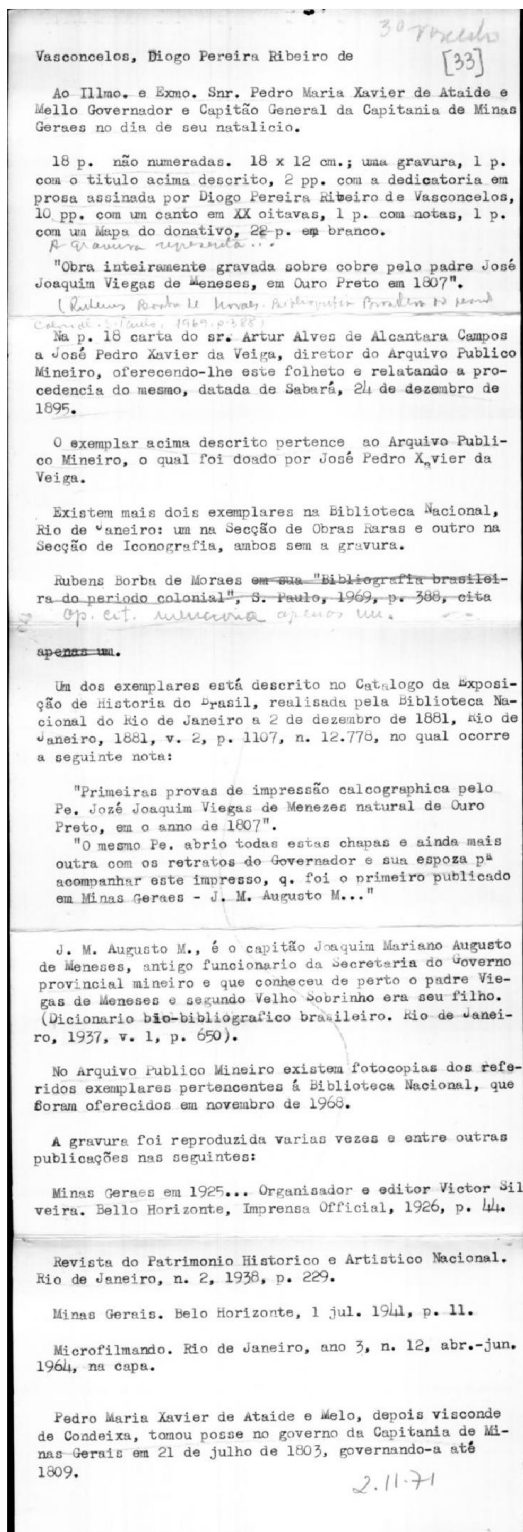 [33]
Vasconcelos, Diogo Pereira Ribeiro de
Ao Illmo. e Exmo. Snr. Pedro Maria Xavier de Ataide e
Mello Governador e Capitão General da Capitania de Minas
Geraes no dia de seu natalicio.
18 p. não numeradas. 18 x 12 cm.; uma gravura, 1 p.
com o titulo acima descrito, 2 pp. com a dedicatoria em
prosa assinada por Diogo Pereira Ribeiro de Vasconcelos,
10 pp. com um canto em XX oitavas, 1 p. com notas, 1 p.
com um Mapa do donativo, 22 p. em branco.
A gravura representa...
"Obra inteiramente gravada sobre cobre pelo padre José
Joaquim Viegas de Meneses, em Ouro Preto em 1807".
(Rubens Borba de Moraes. Bibliografia Brasileira do period
Colonial. S. Paulo, 1969, p. 388)
Na p. 18 carta do sr. Artur Alves de Alcantara Campos
a José Pedro Xavier da Veiga, diretor do Arquivo Publico
Mineiro, oferecendo-lhe este folheto e relatando a pro-
cedencia do mesmo, datada de Sabará, 24 de dezembro de
1895.
O exemplar acima descrito pertence ao Arquivo Publi-
co Mineiro, o qual foi doado por José Pedro Xavier da
Veiga.
Existem mais dois exemplares na Biblioteca Nacional,
Rio de Janeiro: um na Secção de Obras Raras e outro na
Secção de Iconografia, ambos sem a gravura.
Rubens Borba de Moraes em sua "Bibliografia brasilei-
ra do periodo colonial", S. Paulo, 1969, p. 388, cita
op. cit. menciona apenas um.
apenas um.
Um dos exemplares está descrito no Catalogo da Exposi-
ção de Historia do Brasil, realisada pela Biblioteca Na-
cional do Rio de Janeiro a 2 de dezembro de 1881, Rio de
Janeiro, 1881, v. 2, p. 1107, n. 12.778, no qual ocorre
a seguinte nota:
"Primeiras provas de impressão calcographica pelo
Pe. Jozé Joaquim Viegas de Menezes natural de Ouro
Preto, em o anno de 1807".
"O mesmo Pe. abrio todas estas chapas e ainda mais
outra com os retratos do Governador e sua espoza pª
acompanhar este impresso, q. foi o primeiro publicado
em Minas Geraes - J. M. Augusto M..."
J. M. Augusto M., é o capitão Joaquim Mariano Augusto
de Meneses, antigo funcionario da Secretaria do Governo
provincial mineiro e que conheceu de perto o padre Vie-
gas de Meneses e segundo Velho Sobrinho era seu filho.
(Dicionario bio-bibliografico brasileiro. Rio de Janei-
ro, 1937, v. 1, p. 650).
No Arquivo Publico Mineiro existem fotocopias dos refe-
ridos exemplares pertencentes á Biblioteca Nacional, que
foram oferecidos em novembro de 1968.
A gravura foi reproduzida varias vezes e entre outras
publicações nas seguintes:
Minas Geraes em 1925... Organisador e editor Victor Sil
veira. Bello Horizonte, Imprensa Official, 1926, p. 44.
Revista do Patrimonio Historico e Artistico Nacional.
Rio de Janeiro, n. 2, 1938, p. 229.
Minas Gerais. Belo Horizonte, 1 jul. 1941, p. 11.
Microfilmando. Rio de Janeiro, ano 3, n. 12, abr.-jun.
1964, na capa.
Pedro Maria Xavier de Ataide e Melo, depois visconde
de Condeixa, tomou posse no governo da Capitania de Mi-
nas Gerais em 21 de julho de 1803, governando-a até
1809.
2.11.71